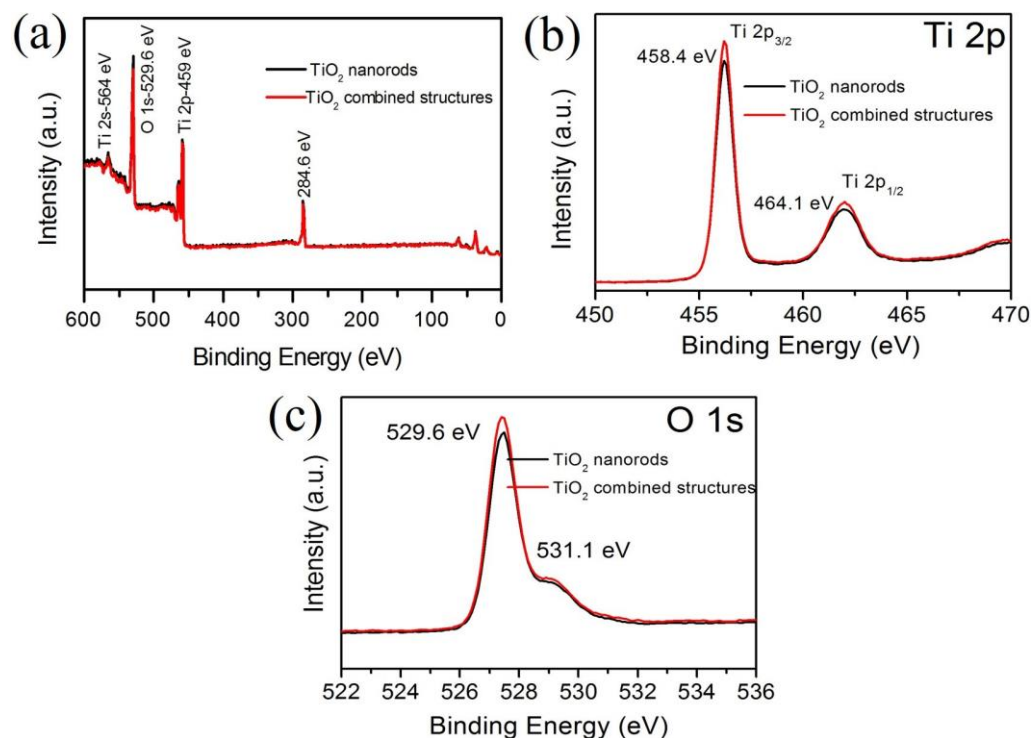 (a)
Ti 2s-564 eV
O 1s-529.6 eV
Ti 2p-459 eV
284.6 eV
TiO₂ nanorods
TiO₂ combined structures
Intensity (a.u.)
600 500 400 300 200 100 0
Binding Energy (eV)
(b)
Ti 2p
Ti 2p₃/₂
458.4 eV
TiO₂ nanorods
TiO₂ combined structures
Ti 2p₁/₂
464.1 eV
Intensity (a.u.)
450 455 460 465 470
Binding Energy (eV)
(c)
O 1s
529.6 eV
TiO₂ nanorods
TiO₂ combined structures
531.1 eV
Intensity (a.u.)
522 524 526 528 530 532 534 536
Binding Energy (eV)